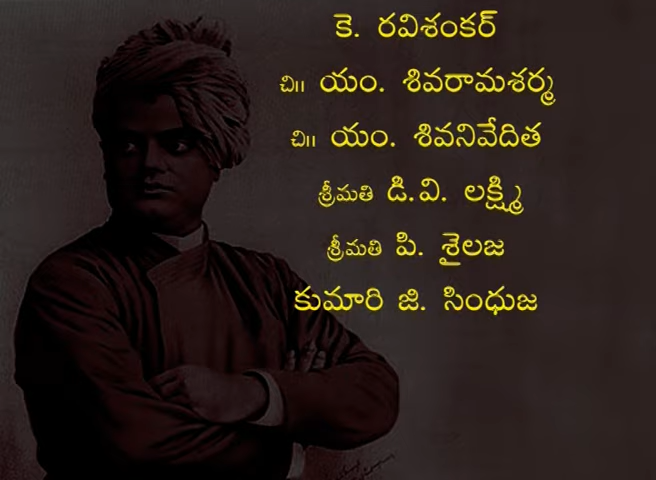 కె. రవిశంకర్
చి॥ యం. శివరామశర్మ
చి॥ యం. శివనివేదిత
శ్రీమతి డి.వి. లక్ష్మి
శ్రీమతి పి. శైలజ
కుమారి జి. సింధుజ